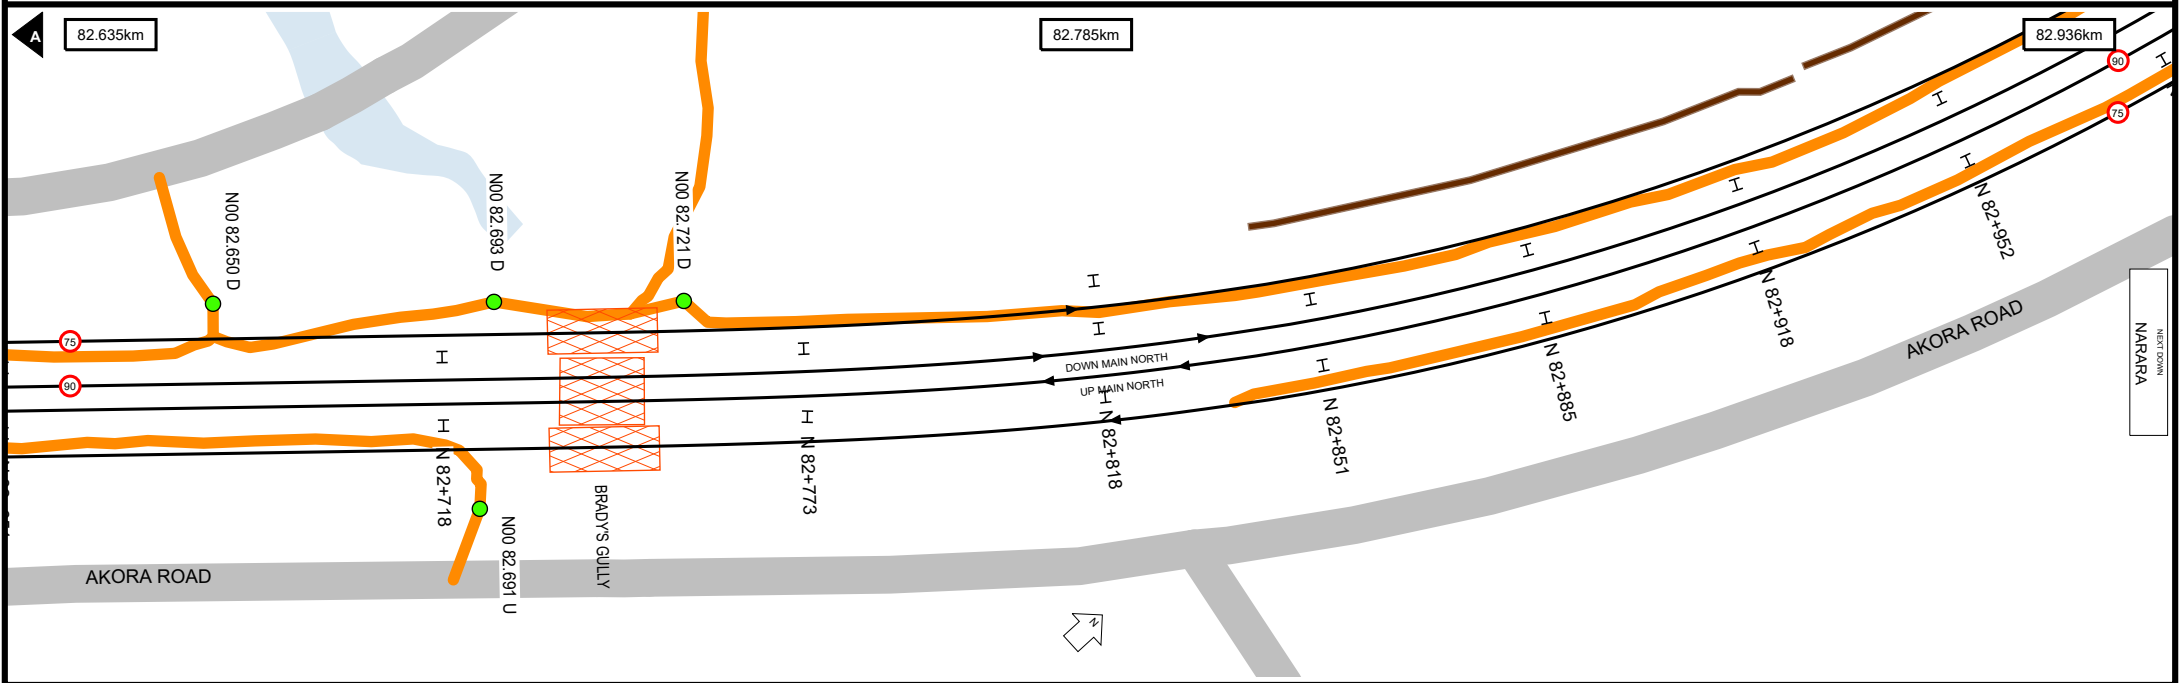 A
82.635km
82.785km
82.936km
90
75
N00 82.650 D
N00 82.693 D
N00 82.721 D
75
90
DOWN MAIN NORTH
UP MAIN NORTH
N 82+718
N 82+773
N 82+818
N 82+851
N 82+885
N 82+918
N 82+952
BRADY'S GULLY
N00 82.691 U
AKORA ROAD
AKORA ROAD
NEXT DOWN
NARARA
N